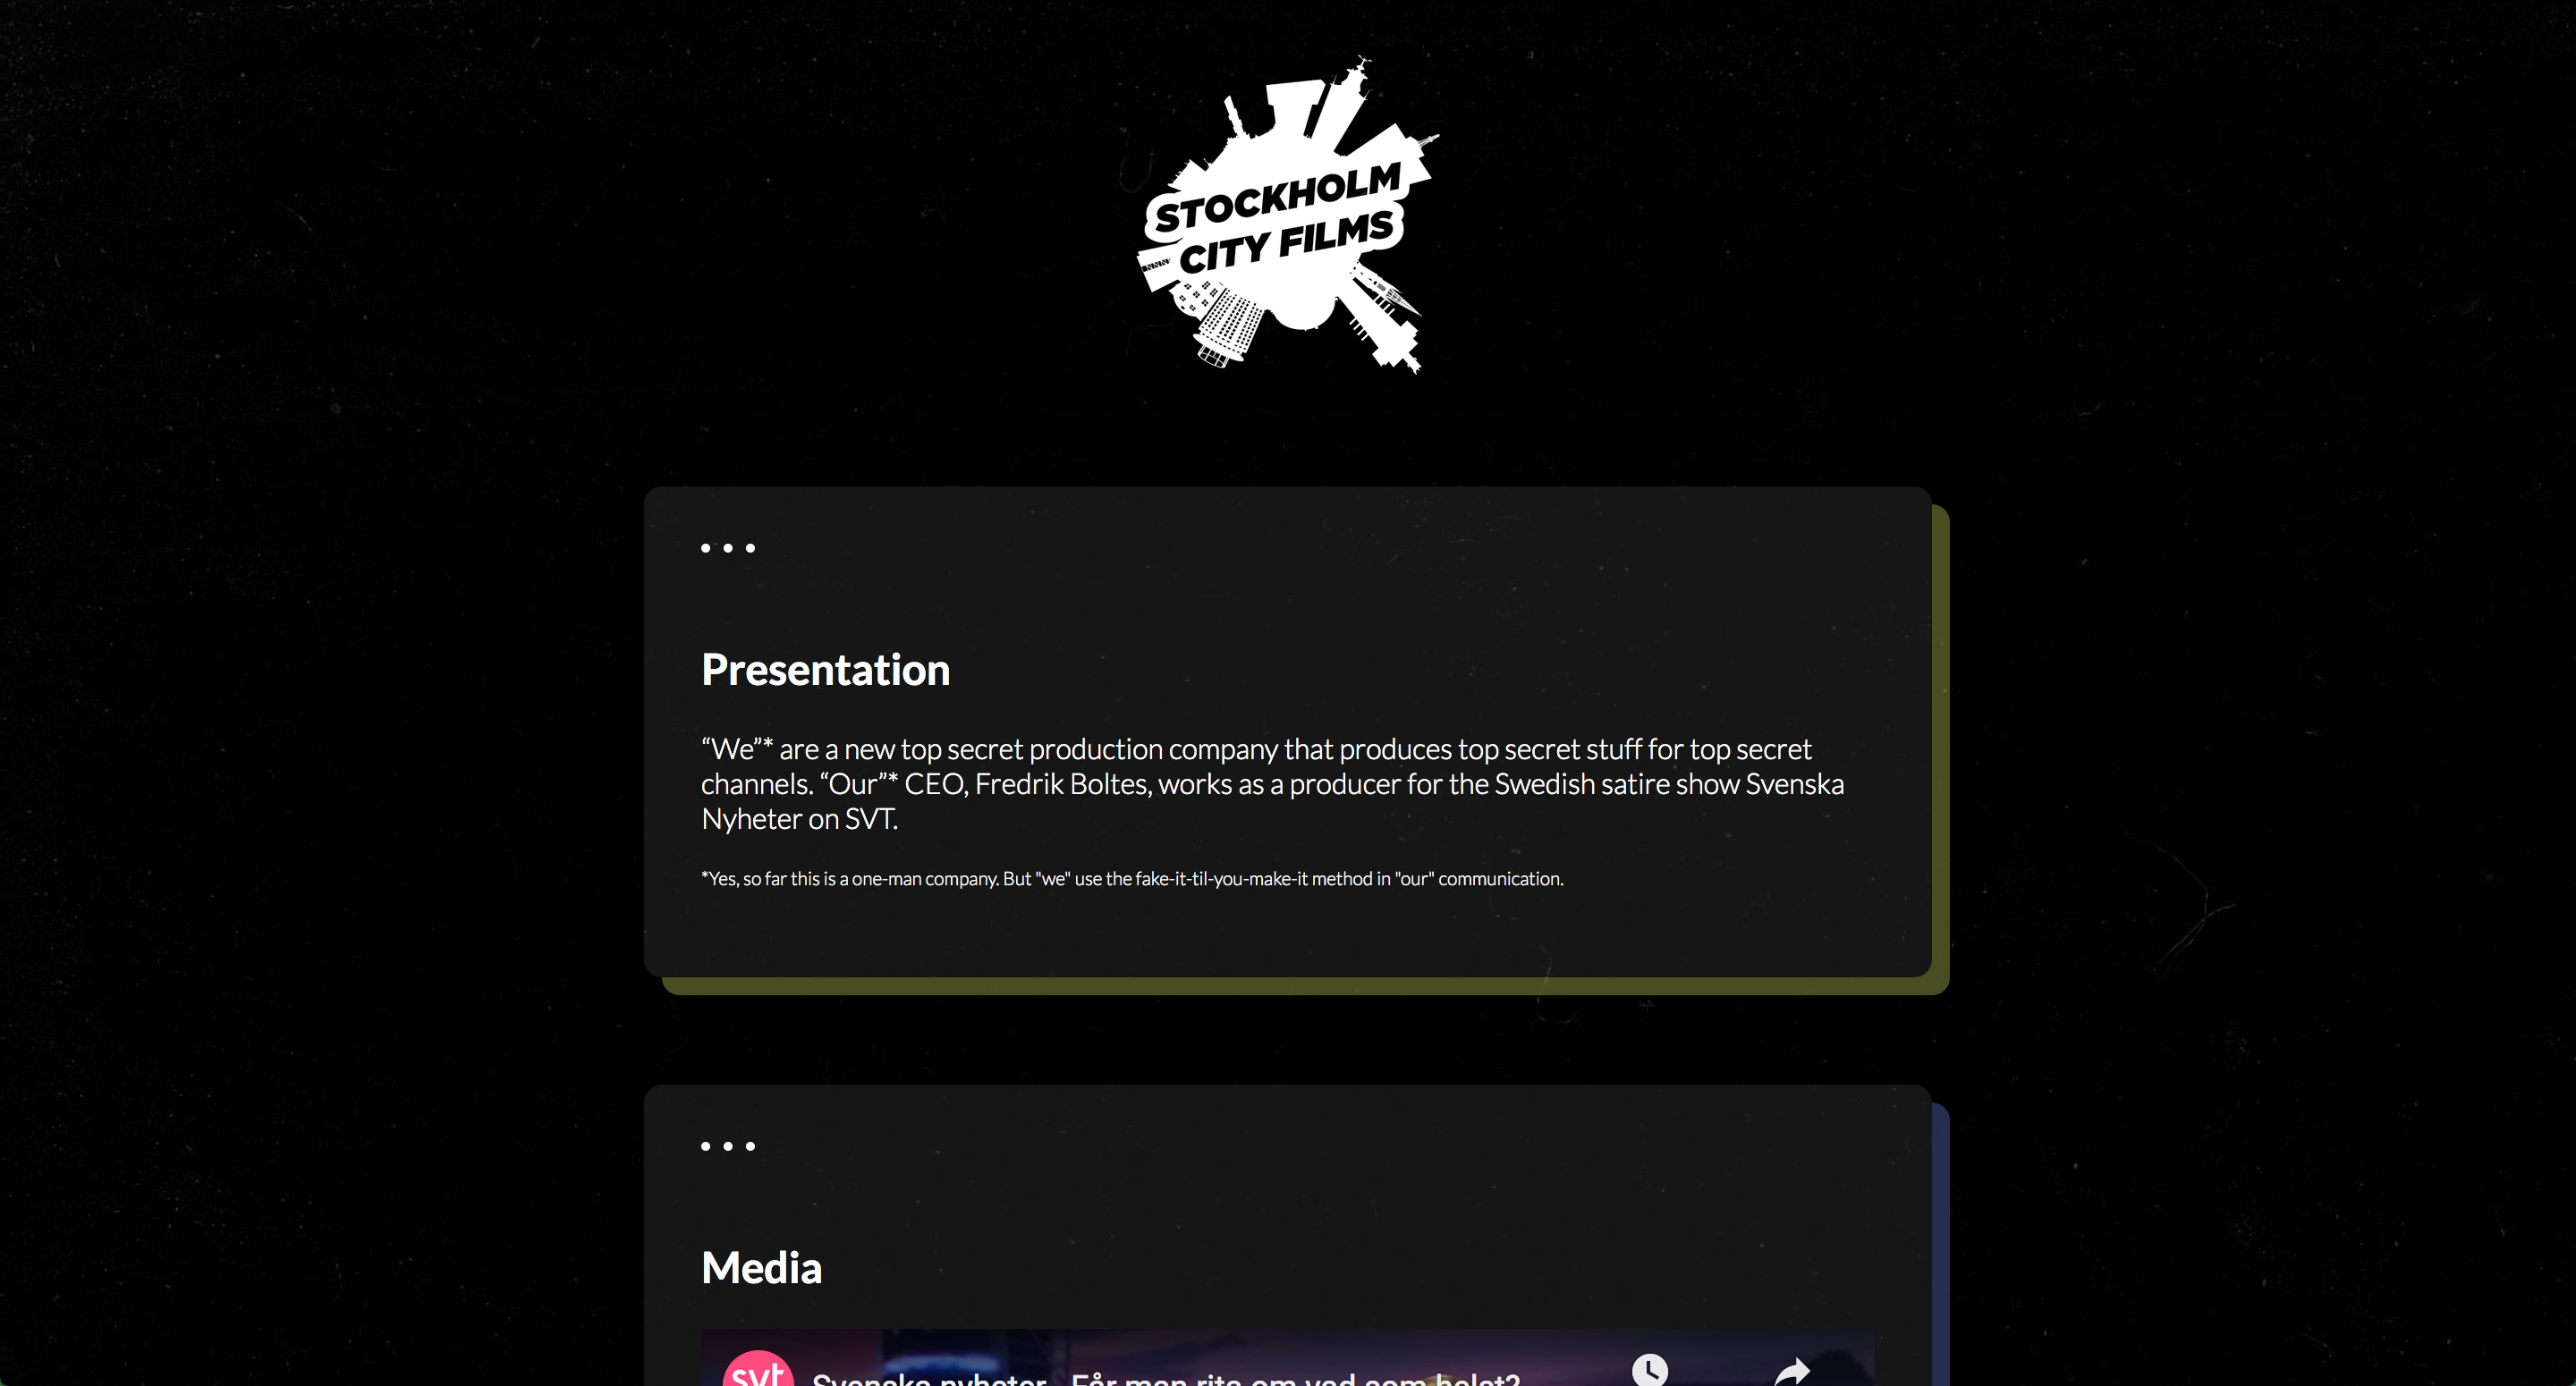 STOCKHOLM
CITY FILMS
Presentation
“We”* are a new top secret production company that produces top secret stuff for top secret
channels. “Our”* CEO, Fredrik Boltes, works as a producer for the Swedish satire show Svenska
Nyheter on SVT.
*Yes, so far this is a one-man company. But "we" use the fake-it-til-you-make-it method in "our" communication.
Media
svt
Svenska nyheter - Får man rita om vad som helst?